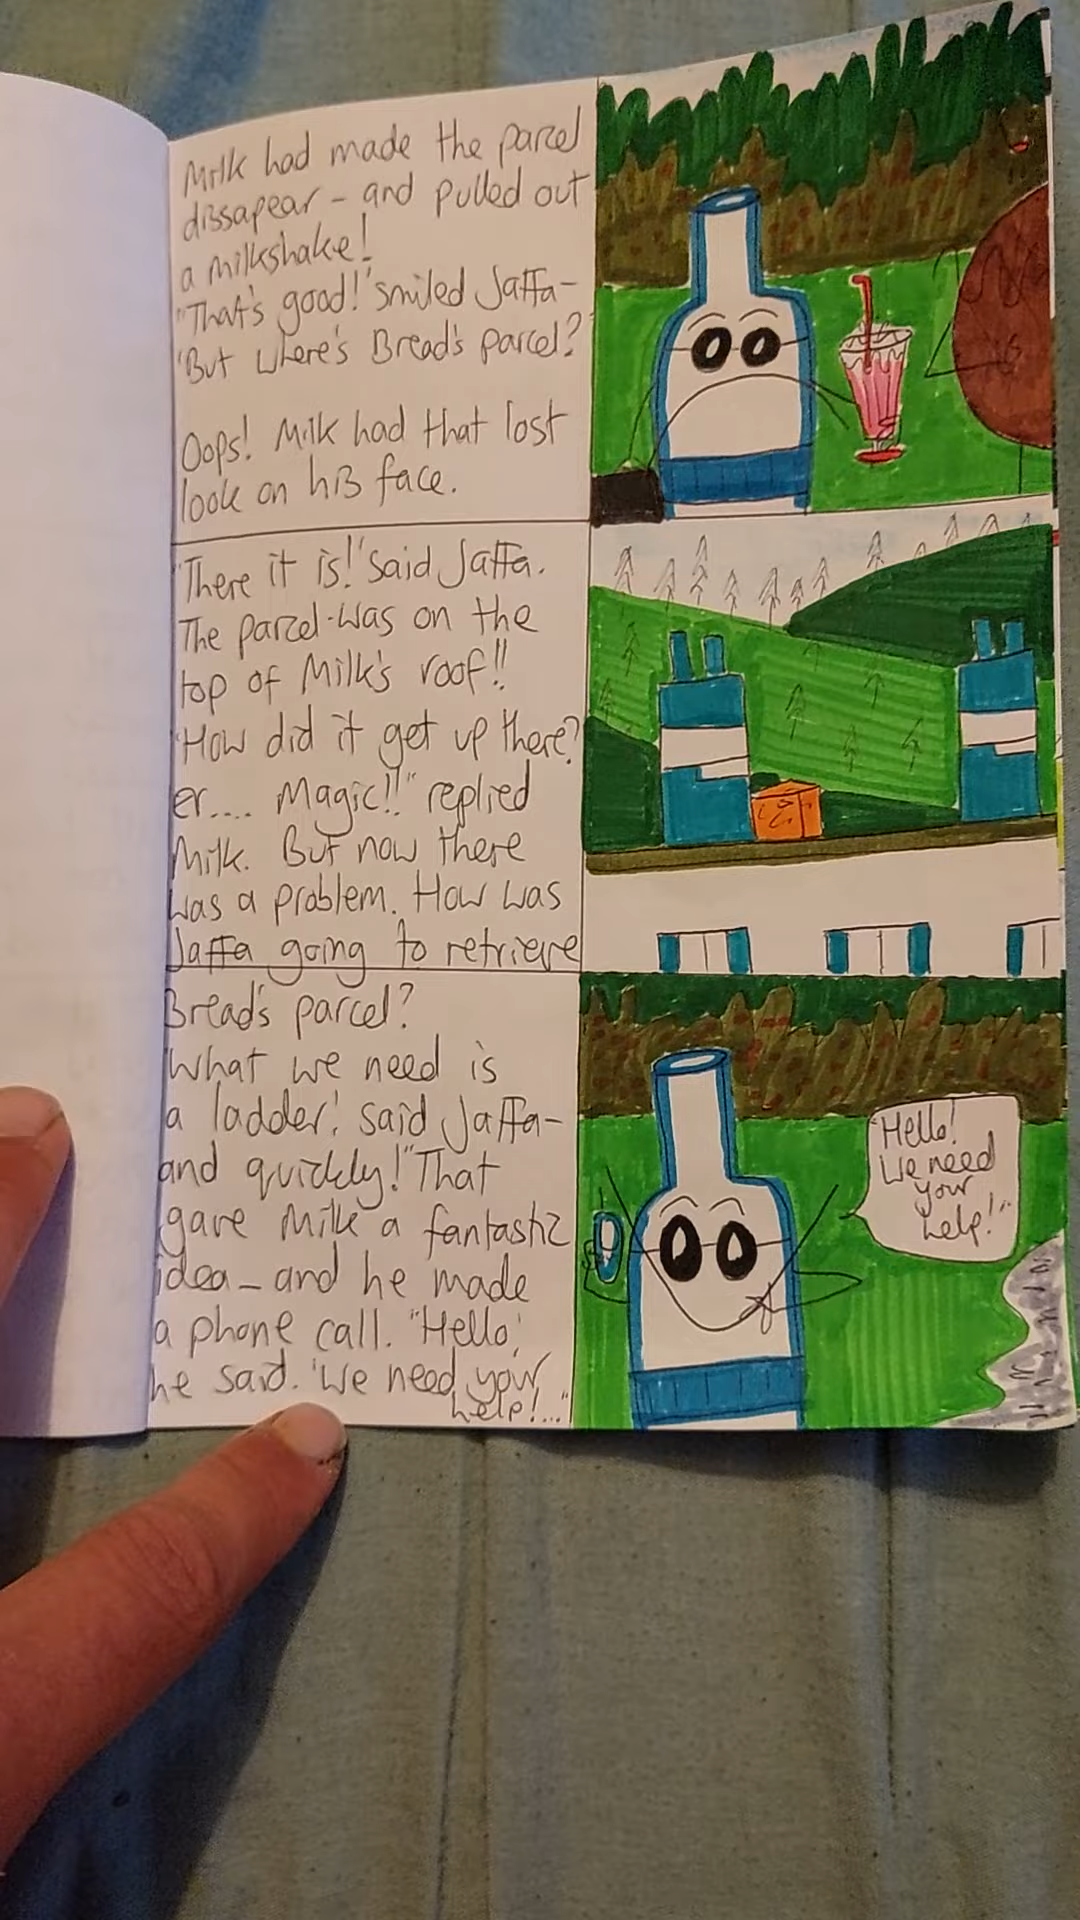 Milk had made the parcel
dissapear - and pulled out
a milkshake!
"That's good!' smiled Jaffa-
'But where's Bread's parcel?"
Oops! Milk had that lost
look on his face.
'There it is!' said Jaffa.
The parcel was on the
top of Milk's roof!!
'How did it get up there?
er.... Magic!!" replied
Milk. But now there
was a problem. How was
Jaffa going to retrieve
Bread's parcel?
'What we need is
a ladder.' said Jaffa-
and quickly!" That
gave Milk a fantastic
idea - and he made
a phone call. "Hello,'
he said. 'We need your
help!..."
"Hello!
We need
your
help!.."